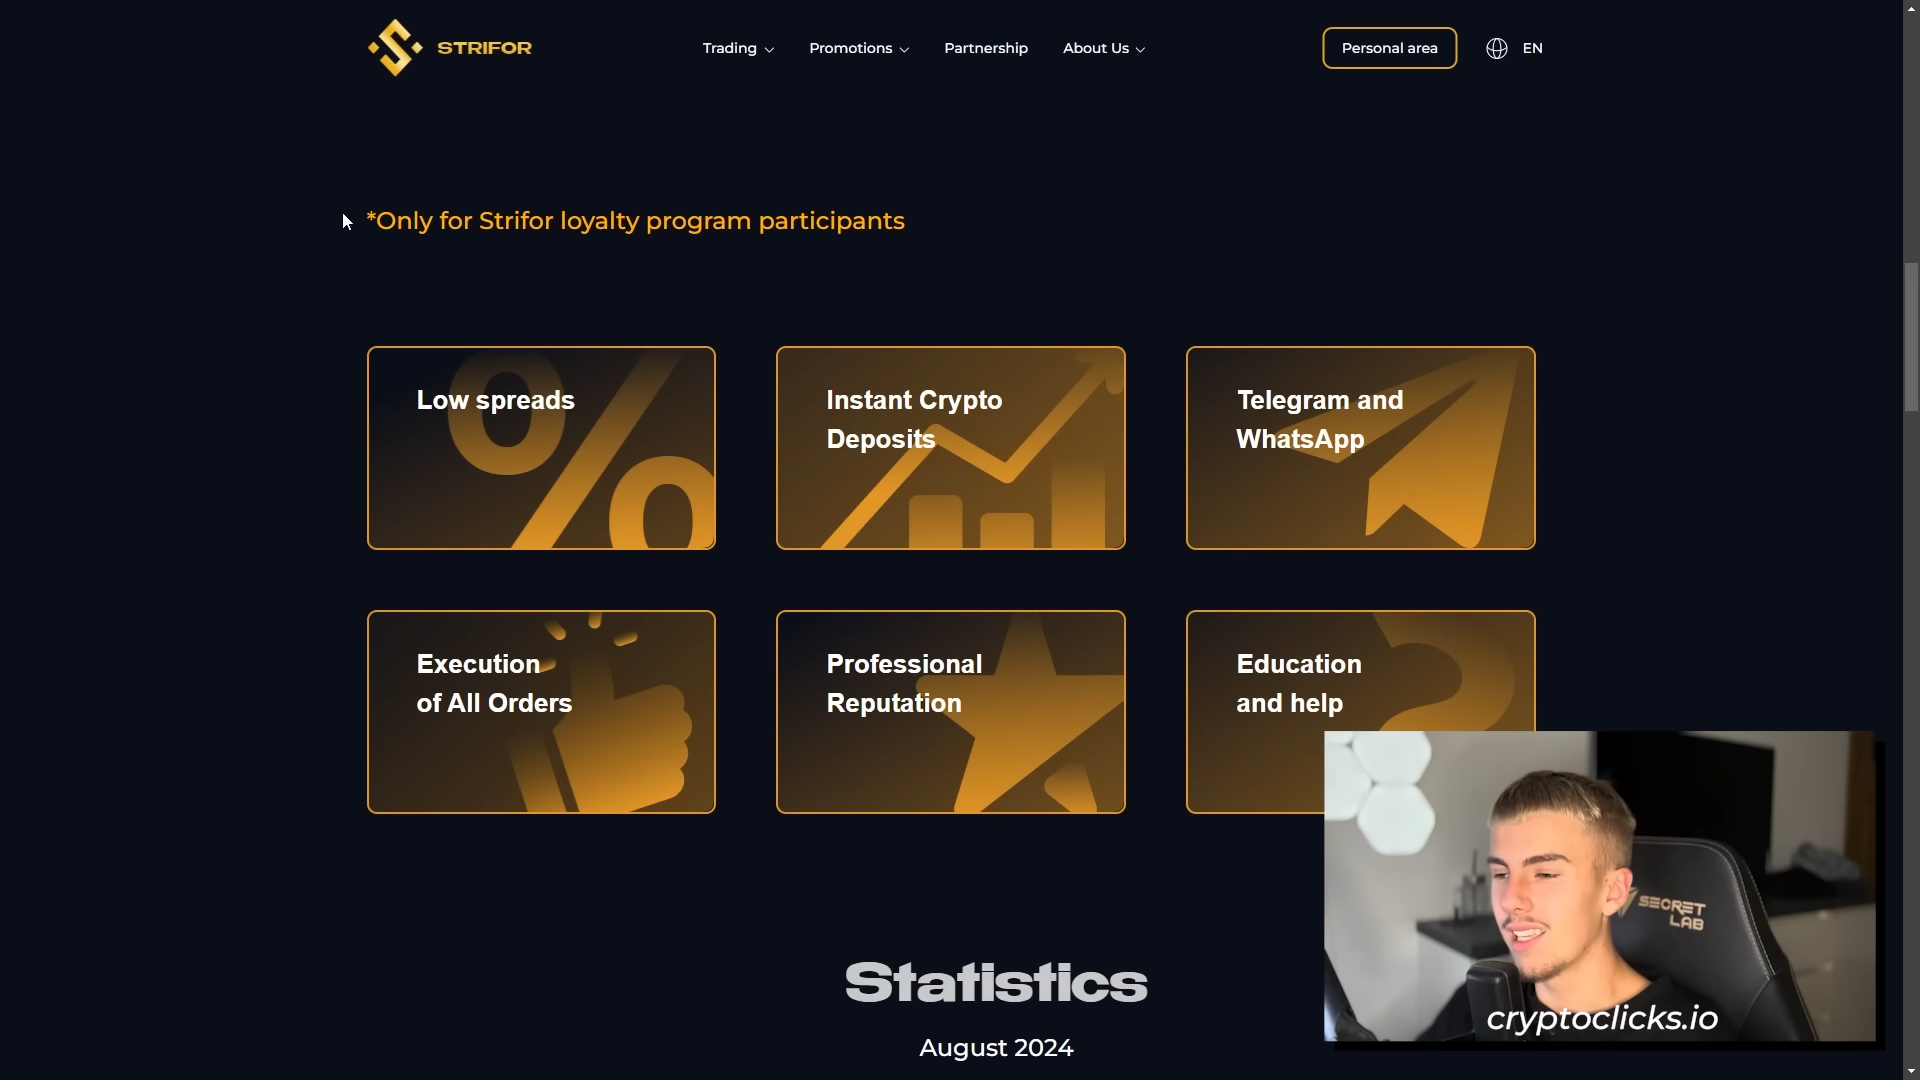 STRIFOR
Trading
Promotions
Partnership
About Us
Personal area
EN
*Only for Strifor loyalty program participants
Low spreads
Instant Crypto
Deposits
Telegram and
WhatsApp
Execution
of All Orders
Professional
Reputation
Education
and help
SECRET
LAB
cryptoclicks.io
Statistics
August 2024